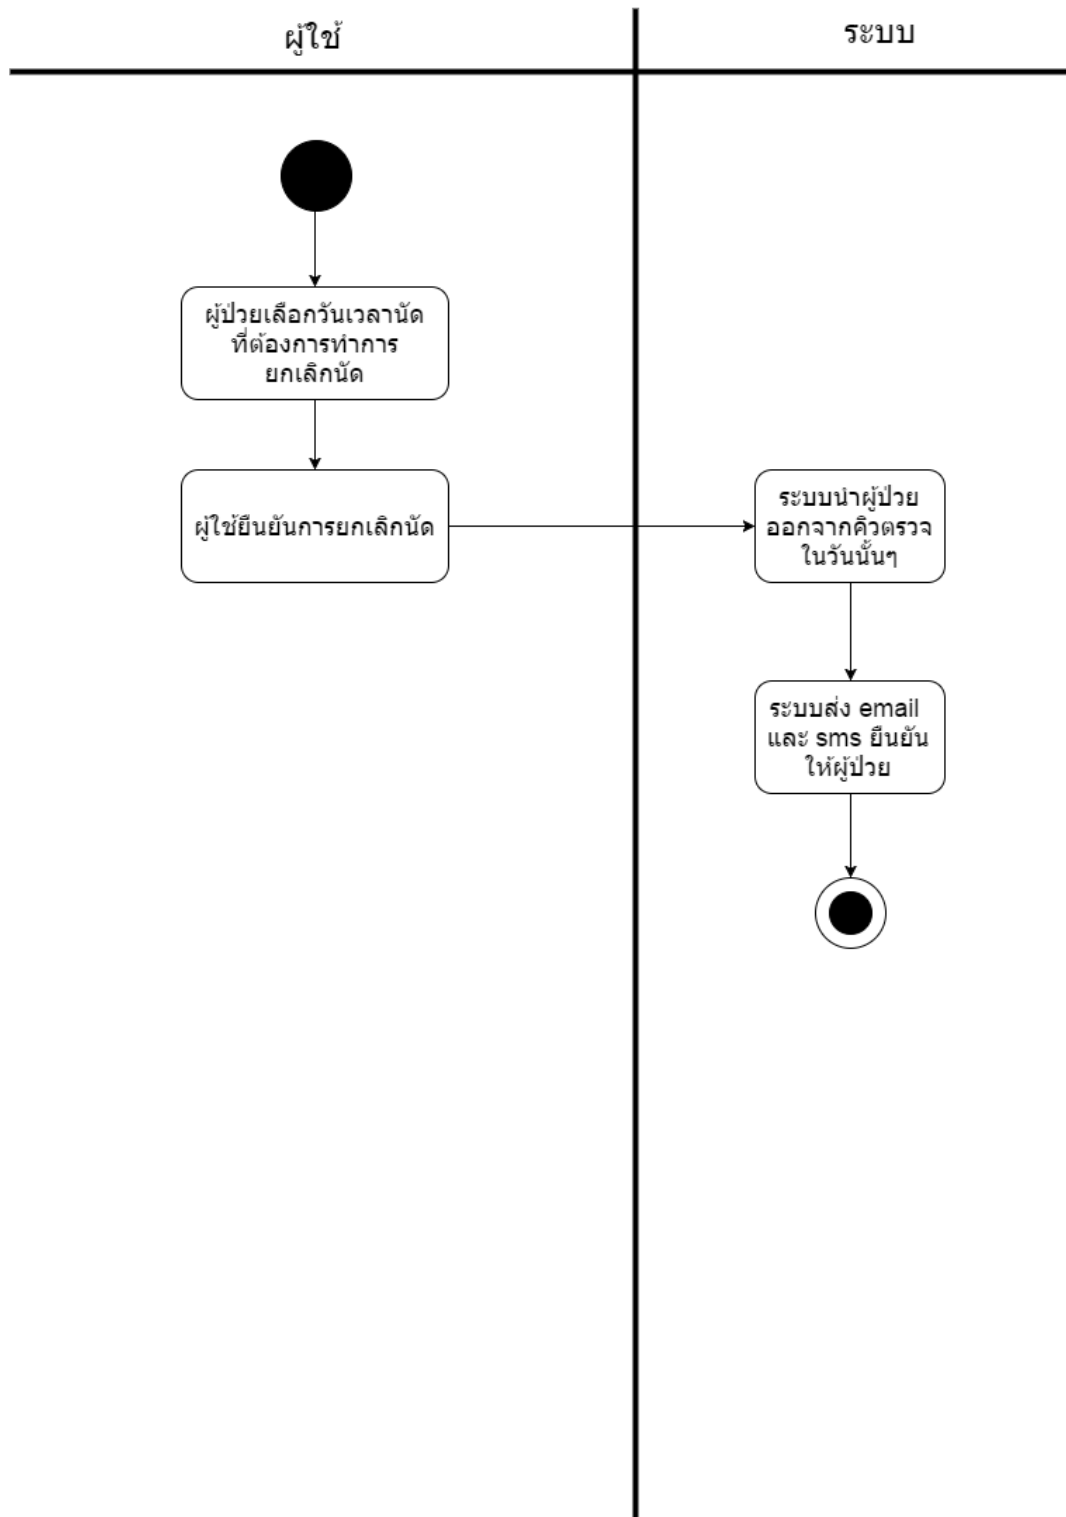 ผู้ใช้
ระบบ
ผู้ป่วยเลือกวันเวลานัด
ที่ต้องการทำการ
ยกเลิกนัด
ผู้ใช้ยืนยันการยกเลิกนัด
ระบบนำผู้ป่วย
ออกจากคิวตรวจ
ในวันนั้นๆ
ระบบส่ง email
และ sms ยืนยัน
ให้ผู้ป่วย